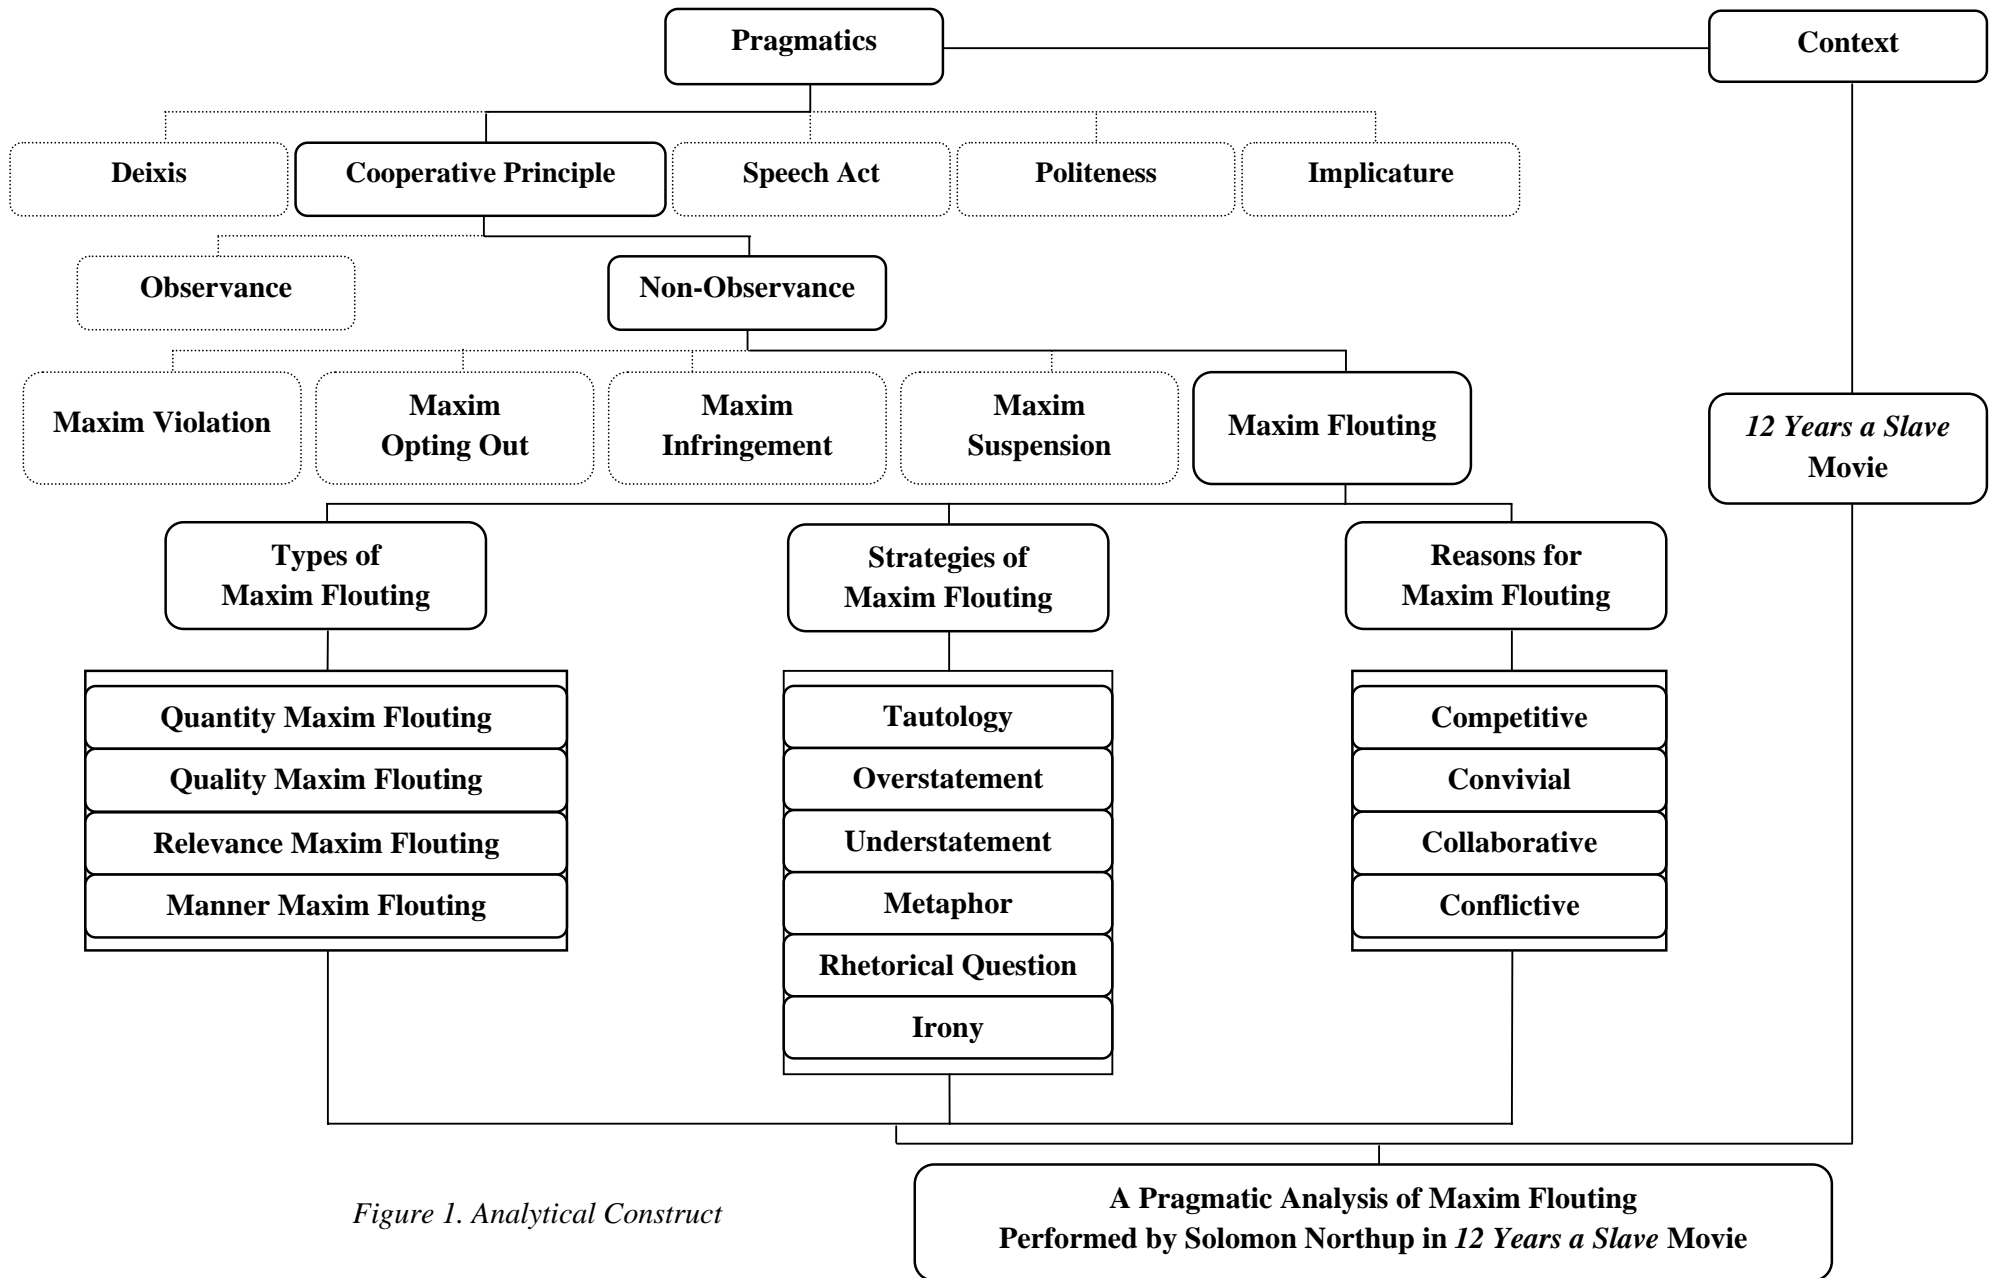 Pragmatics
Context
Deixis
Cooperative Principle
Speech Act
Politeness
Implicature
Observance
Non-Observance
Maxim Violation
Maxim
Opting Out
Maxim
Infringement
Maxim
Suspension
Maxim Flouting
12 Years a Slave
Movie
Types of
Maxim Flouting
Strategies of
Maxim Flouting
Reasons for
Maxim Flouting
Quantity Maxim Flouting
Quality Maxim Flouting
Relevance Maxim Flouting
Manner Maxim Flouting
Tautology
Overstatement
Understatement
Metaphor
Rhetorical Question
Irony
Competitive
Convivial
Collaborative
Conflictive
Figure 1. Analytical Construct
A Pragmatic Analysis of Maxim Flouting
Performed by Solomon Northup in 12 Years a Slave Movie